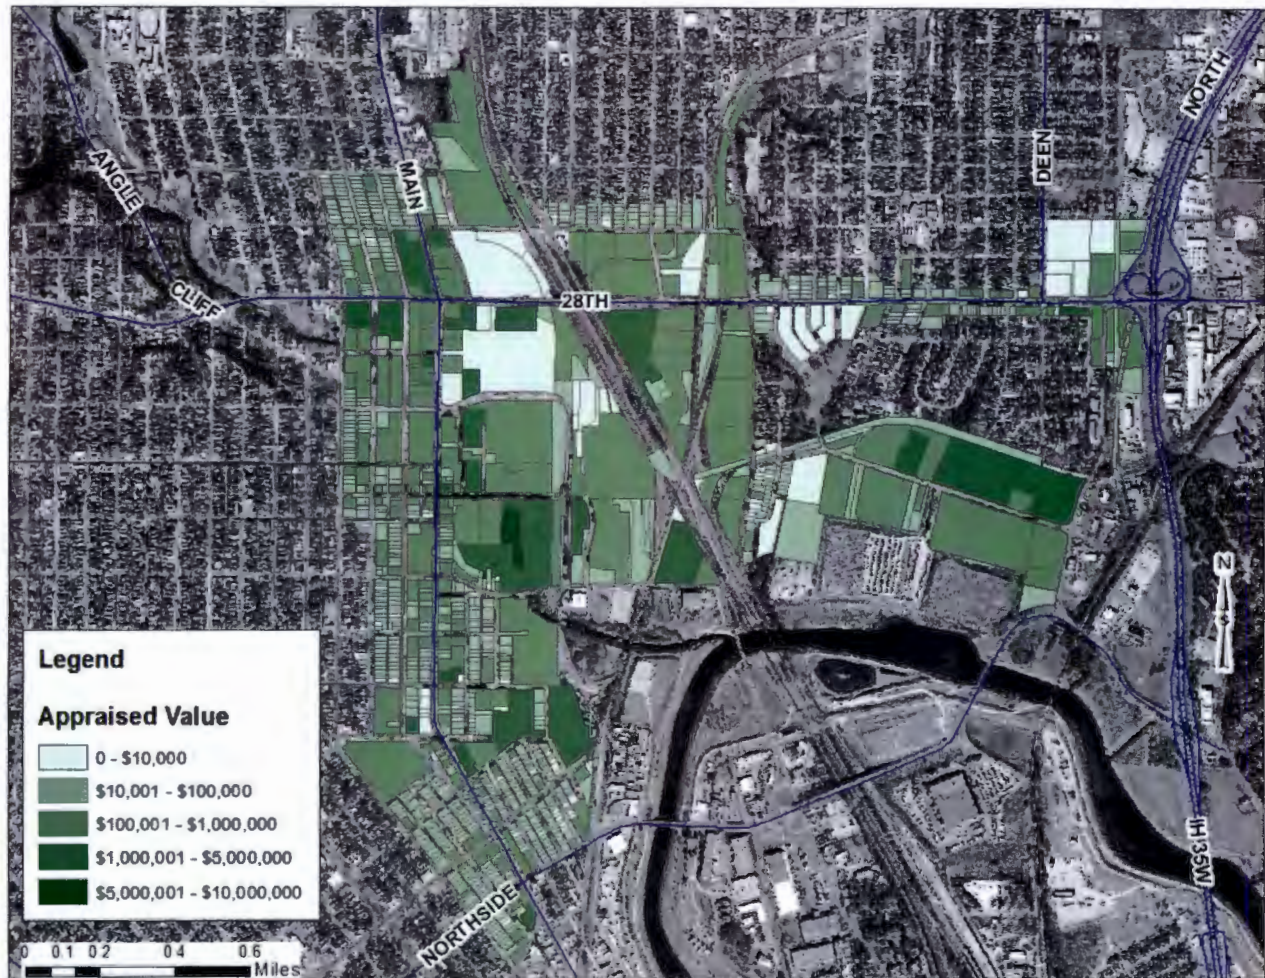 NORTH
DEEN
ANGLE
MAIN
CLIFF
28TH
N
Legend
Appraised Value
0 - $10,000
$10,001 - $100,000
$100,001 - $1,000,000
$1,000,001 - $5,000,000
$5,000,001 - $10,000,000
IH35W
NORTHSIDE
0 0.1 0.2 0.4 0.6
Miles